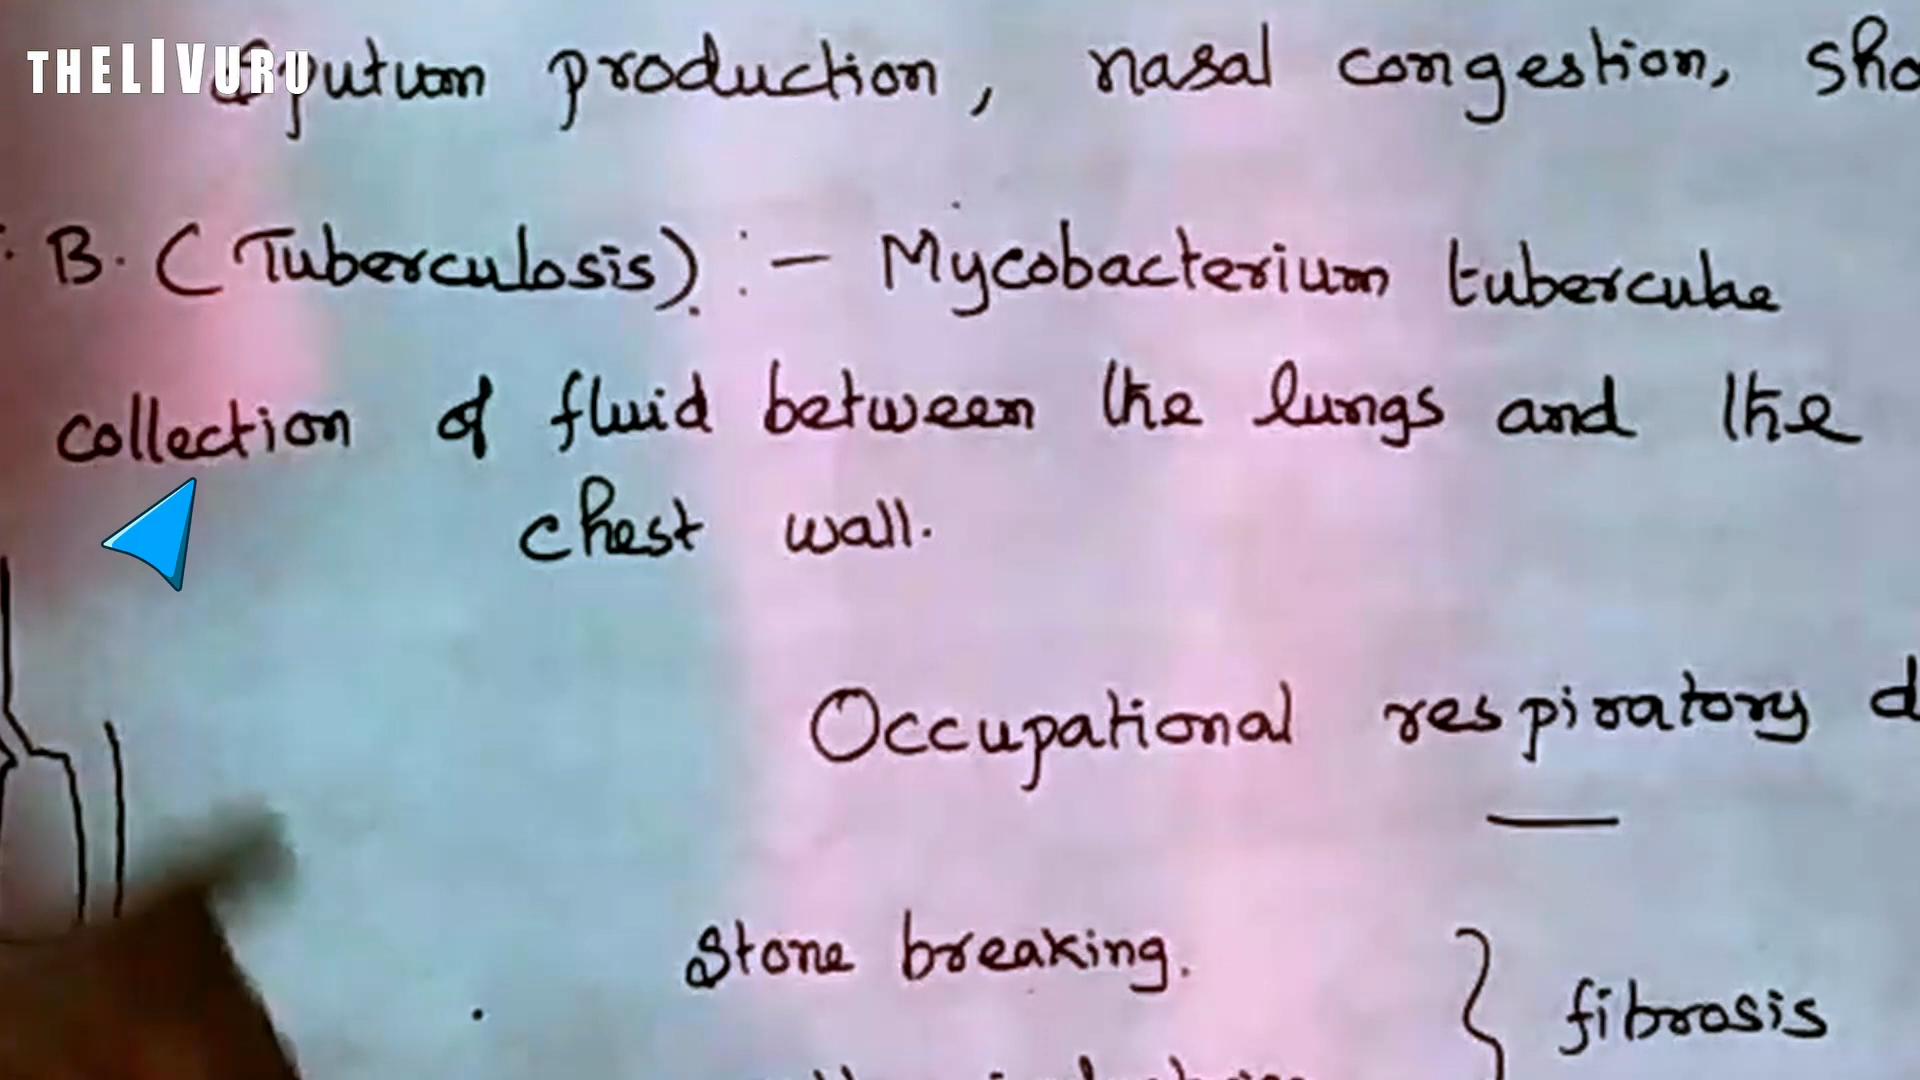 THELIVURU
Sputum production, nasal congestion, sho
B. (Tuberculosis) :- Mycobacterium
collection of fluid between the lungs and the
chest wall.
Occupational respiratory d
Stone breaking.
fibrosis